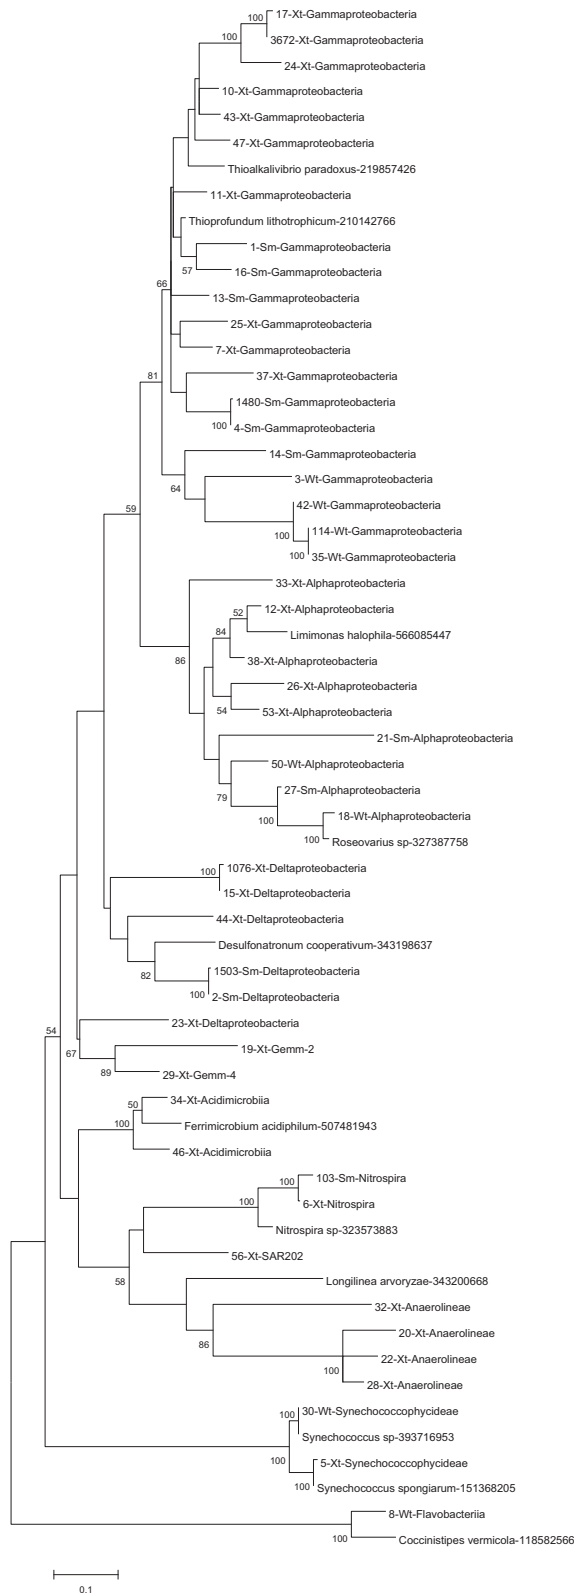 100
17-Xt-Gammaproteobacteria
100
3672-Xt-Gammaproteobacteria
24-Xt-Gammaproteobacteria
10-Xt-Gammaproteobacteria
43-Xt-Gammaproteobacteria
47-Xt-Gammaproteobacteria
Thioalkalivibrio paradoxus-219857426
11-Xt-Gammaproteobacteria
Thioprofundum lithotrophicum-210142766
1-Sm-Gammaproteobacteria
57
16-Sm-Gammaproteobacteria
66
13-Sm-Gammaproteobacteria
25-Xt-Gammaproteobacteria
7-Xt-Gammaproteobacteria
81
37-Xt-Gammaproteobacteria
1480-Sm-Gammaproteobacteria
100
4-Sm-Gammaproteobacteria
14-Sm-Gammaproteobacteria
64
3-Wt-Gammaproteobacteria
42-Wt-Gammaproteobacteria
59
100
114-Wt-Gammaproteobacteria
100
35-Wt-Gammaproteobacteria
33-Xt-Alphaproteobacteria
52
12-Xt-Alphaproteobacteria
84
Limimonas halophila-566085447
86
38-Xt-Alphaproteobacteria
26-Xt-Alphaproteobacteria
54
53-Xt-Alphaproteobacteria
21-Sm-Alphaproteobacteria
50-Wt-Alphaproteobacteria
79
27-Sm-Alphaproteobacteria
100
18-Wt-Alphaproteobacteria
100
Roseovarius sp-327387758
100
1076-Xt-Deltaproteobacteria
15-Xt-Deltaproteobacteria
44-Xt-Deltaproteobacteria
Desulfonatronum cooperativum-343198637
82
1503-Sm-Deltaproteobacteria
100
2-Sm-Deltaproteobacteria
54
23-Xt-Deltaproteobacteria
67
19-Xt-Gemm-2
89
29-Xt-Gemm-4
50
34-Xt-Acidimicrobiia
100
Ferrimicrobium acidiphilum-507481943
46-Xt-Acidimicrobiia
100
103-Sm-Nitrospira
100
6-Xt-Nitrospira
Nitrospira sp-323573883
56-Xt-SAR202
58
Longilinea arvoryzae-343200668
32-Xt-Anaerolineae
86
20-Xt-Anaerolineae
22-Xt-Anaerolineae
100
28-Xt-Anaerolineae
100
30-Wt-Synechococcophycideae
Synechococcus sp-393716953
100
5-Xt-Synechococcophycideae
100
Synechococcus spongiarum-151368205
8-Wt-Flavobacteriia
100
Coccinistipes vermicola-118582566
0.1